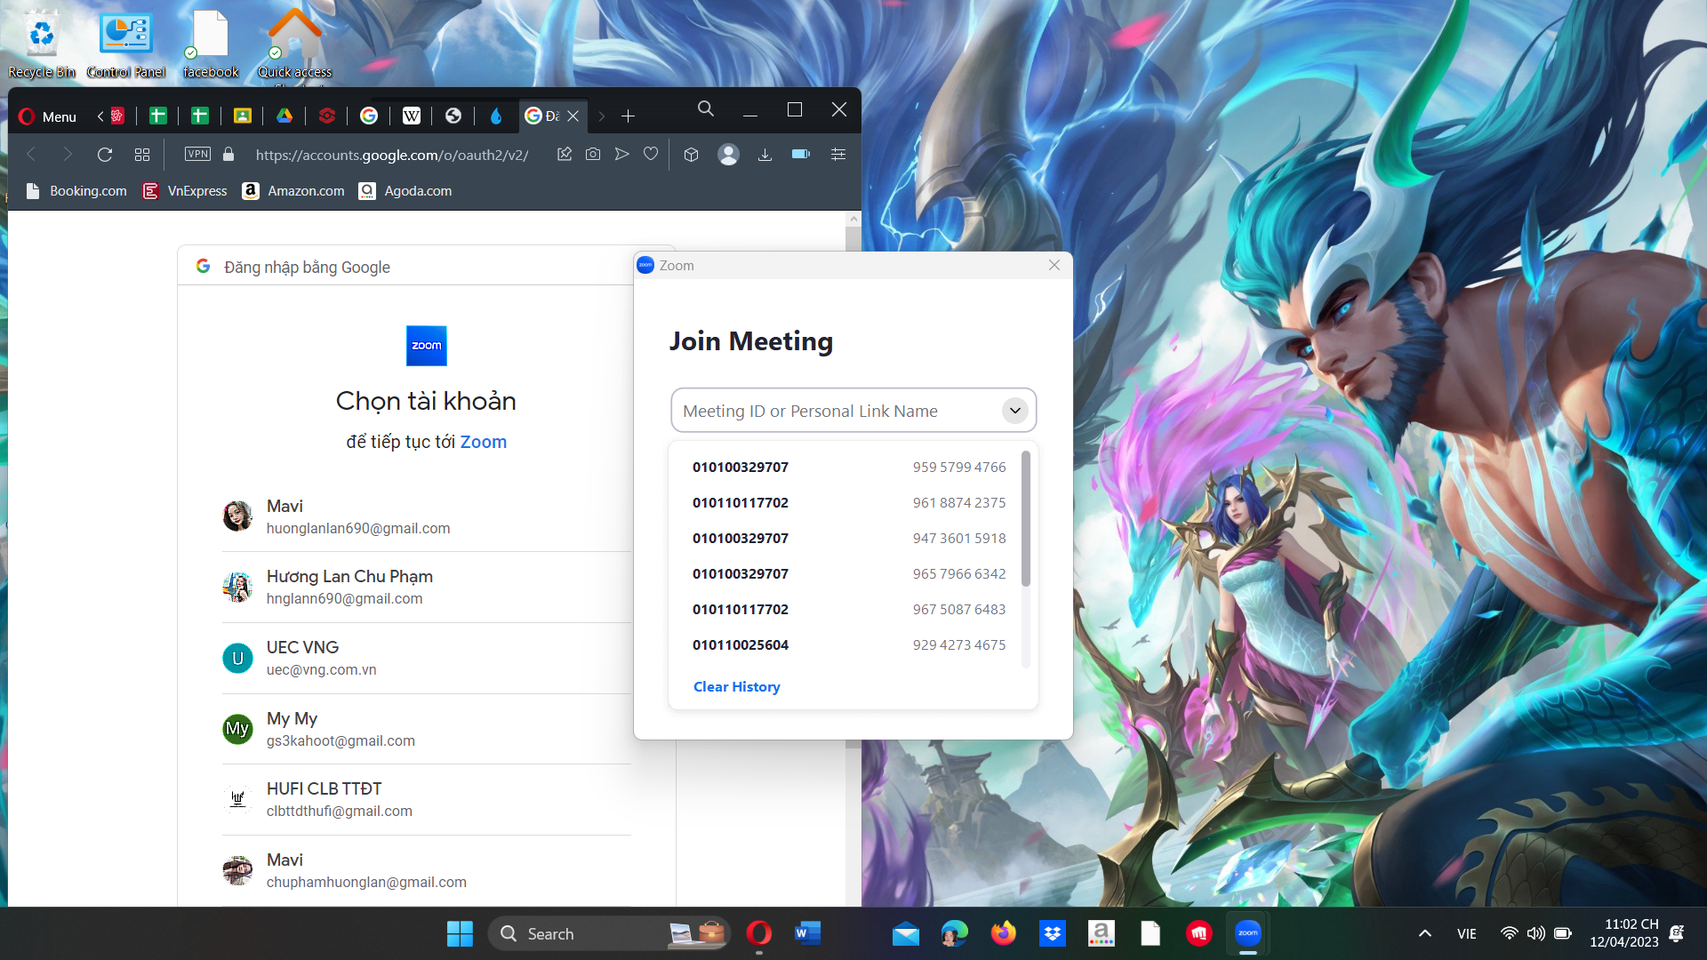 Recycle Bin
Control Panel
facebook
Quick access
Menu
Đă
VPN
https://accounts.google.com/o/oauth2/v2/
Booking.com
VnExpress
Amazon.com
Agoda.com
Đăng nhập bằng Google
zoom
Chọn tài khoản
để tiếp tục tới Zoom
Mavi
huonglanlan690@gmail.com
Hương Lan Chu Phạm
hnglann690@gmail.com
U
UEC VNG
uec@vng.com.vn
My
My My
gs3kahoot@gmail.com
HUFI CLB TTĐT
clbttdthufi@gmail.com
Mavi
chuphamhuonglan@gmail.com
zoom
Zoom
Join Meeting
Meeting ID or Personal Link Name
010100329707 959 5799 4766
010110117702 961 8874 2375
010100329707 947 3601 5918
010100329707 965 7966 6342
010110117702 967 5087 6483
010110025604 929 4273 4675
Clear History
Search
zoom
VIE
11:02 CH
12/04/2023